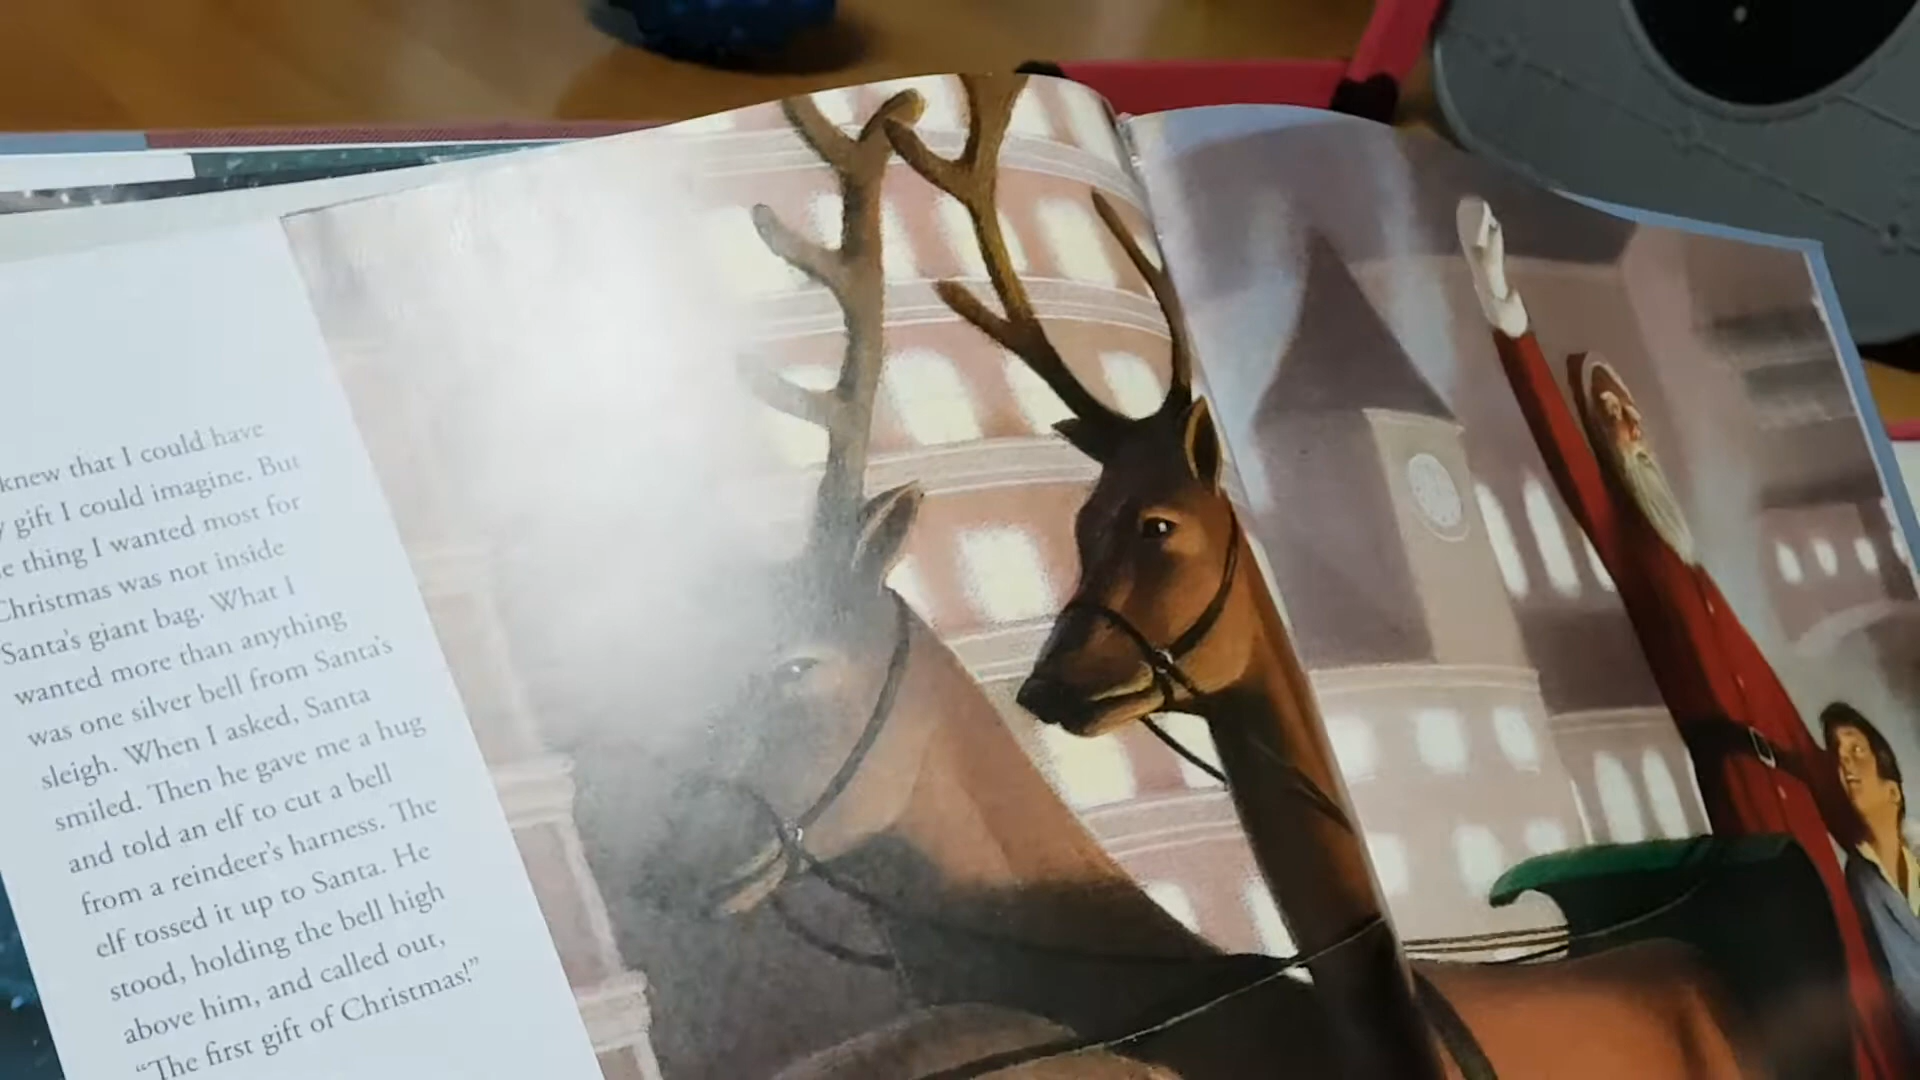 knew that I could have
gift I could imagine. But
thing I wanted most for
Christmas was not inside
Santa's giant bag. What I
wanted more than anything
was one silver bell from Santa's
sleigh. When I asked, Santa
smiled. Then he gave me a hug
and told an elf to cut a bell
from a reindeer's harness. The
elf tossed it up to Santa. He
stood, holding the bell high
above him, and called out,
“The first gift of Christmas!”